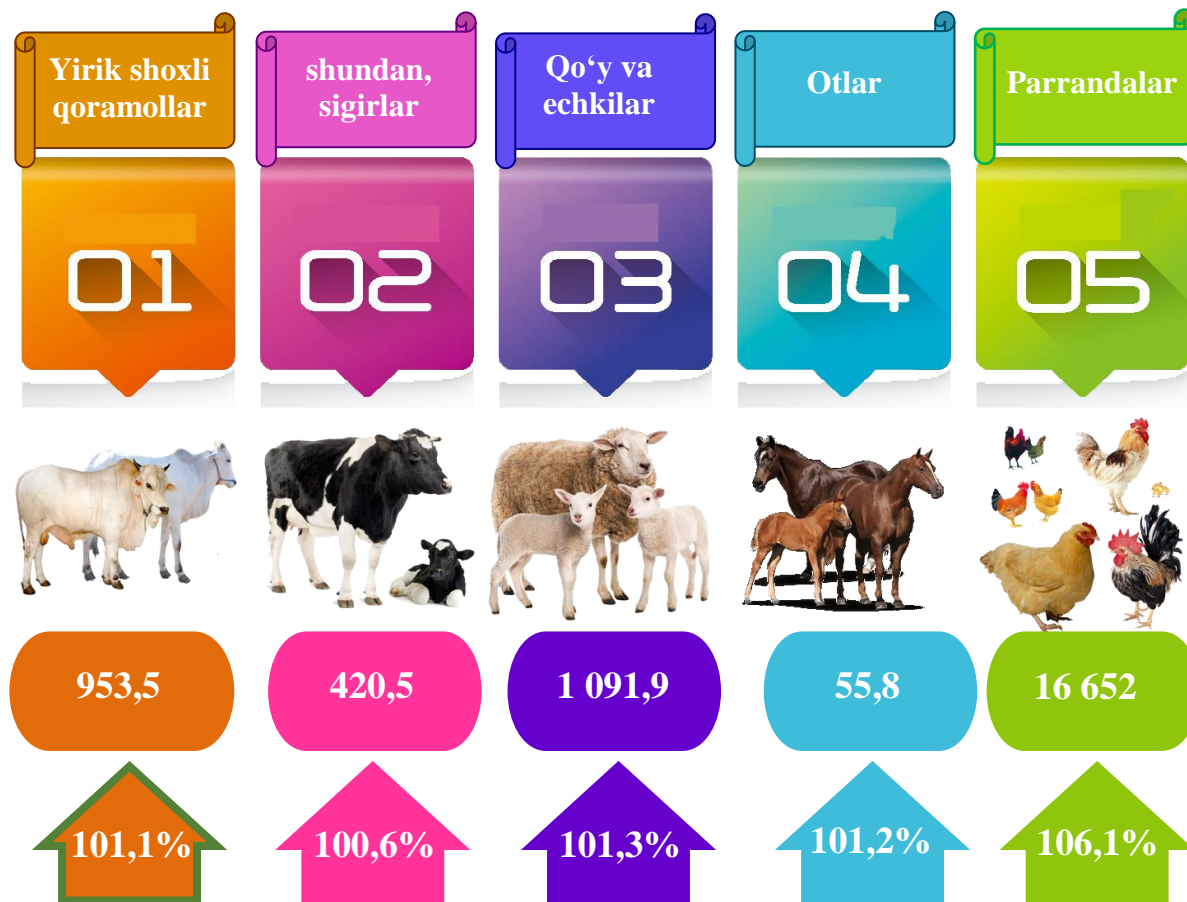 Yirik shoxli
qoramollar
shundan,
sigirlar
Qo‘y va
echkilar
Otlar
Parrandalar
01
02
03
04
05
953,5
420,5
1 091,9
55,8
16 652
101,1%
100,6%
101,3%
101,2%
106,1%